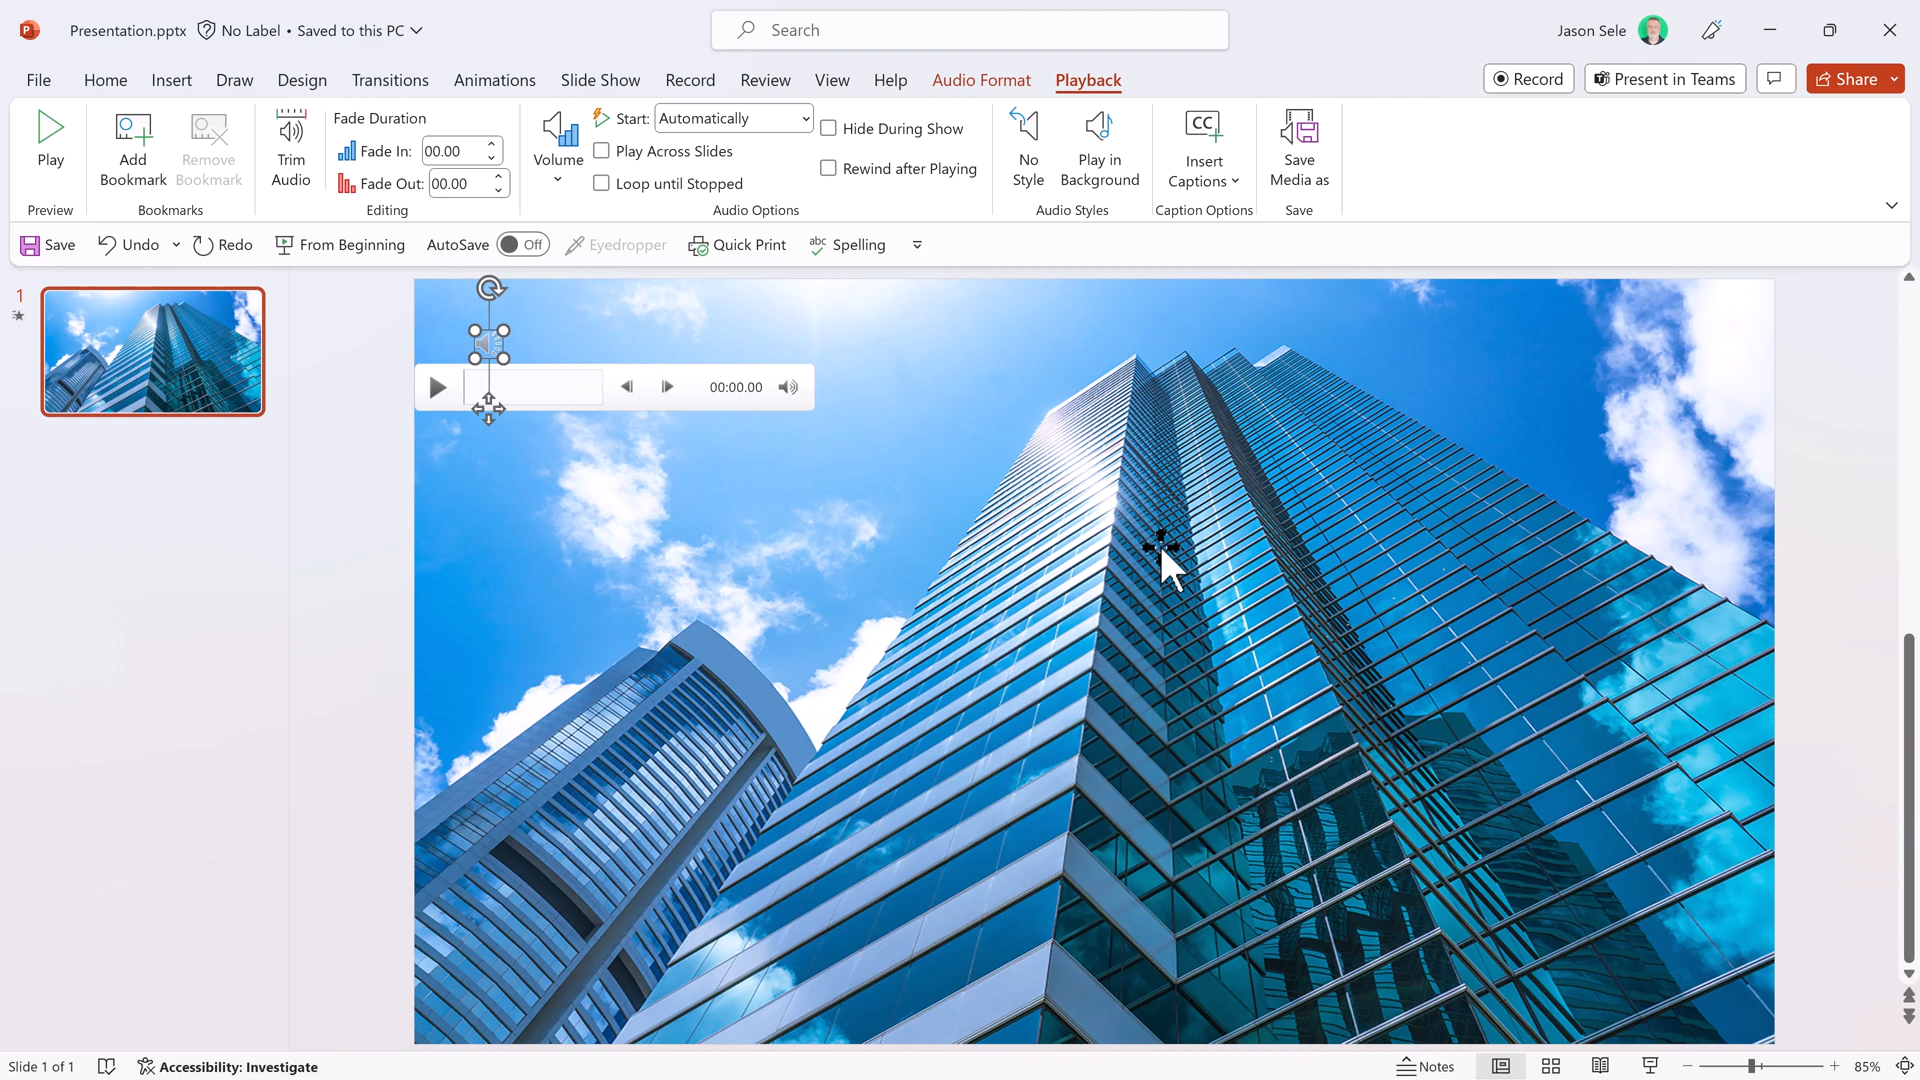 Presentation.pptx No Label • Saved to this PC
Search
Jason Sele
File Home Insert Draw Design Transitions Animations Slide Show Record Review View Help Audio Format Playback
Record Present in Teams Share
Play
Preview
Add Bookmark
Remove Bookmark
Bookmarks
Trim Audio
Fade Duration
Fade In: 00.00
Fade Out: 00.00
Editing
Volume
Start: Automatically
Play Across Slides
Loop until Stopped
Hide During Show
Rewind after Playing
Audio Options
No Style
Play in Background
Audio Styles
CC
Insert Captions
Caption Options
Save Media as
Save
Save Undo Redo From Beginning AutoSave Off Eyedropper Quick Print abc Spelling
1
00:00.00
Slide 1 of 1 Accessibility: Investigate Notes 85%